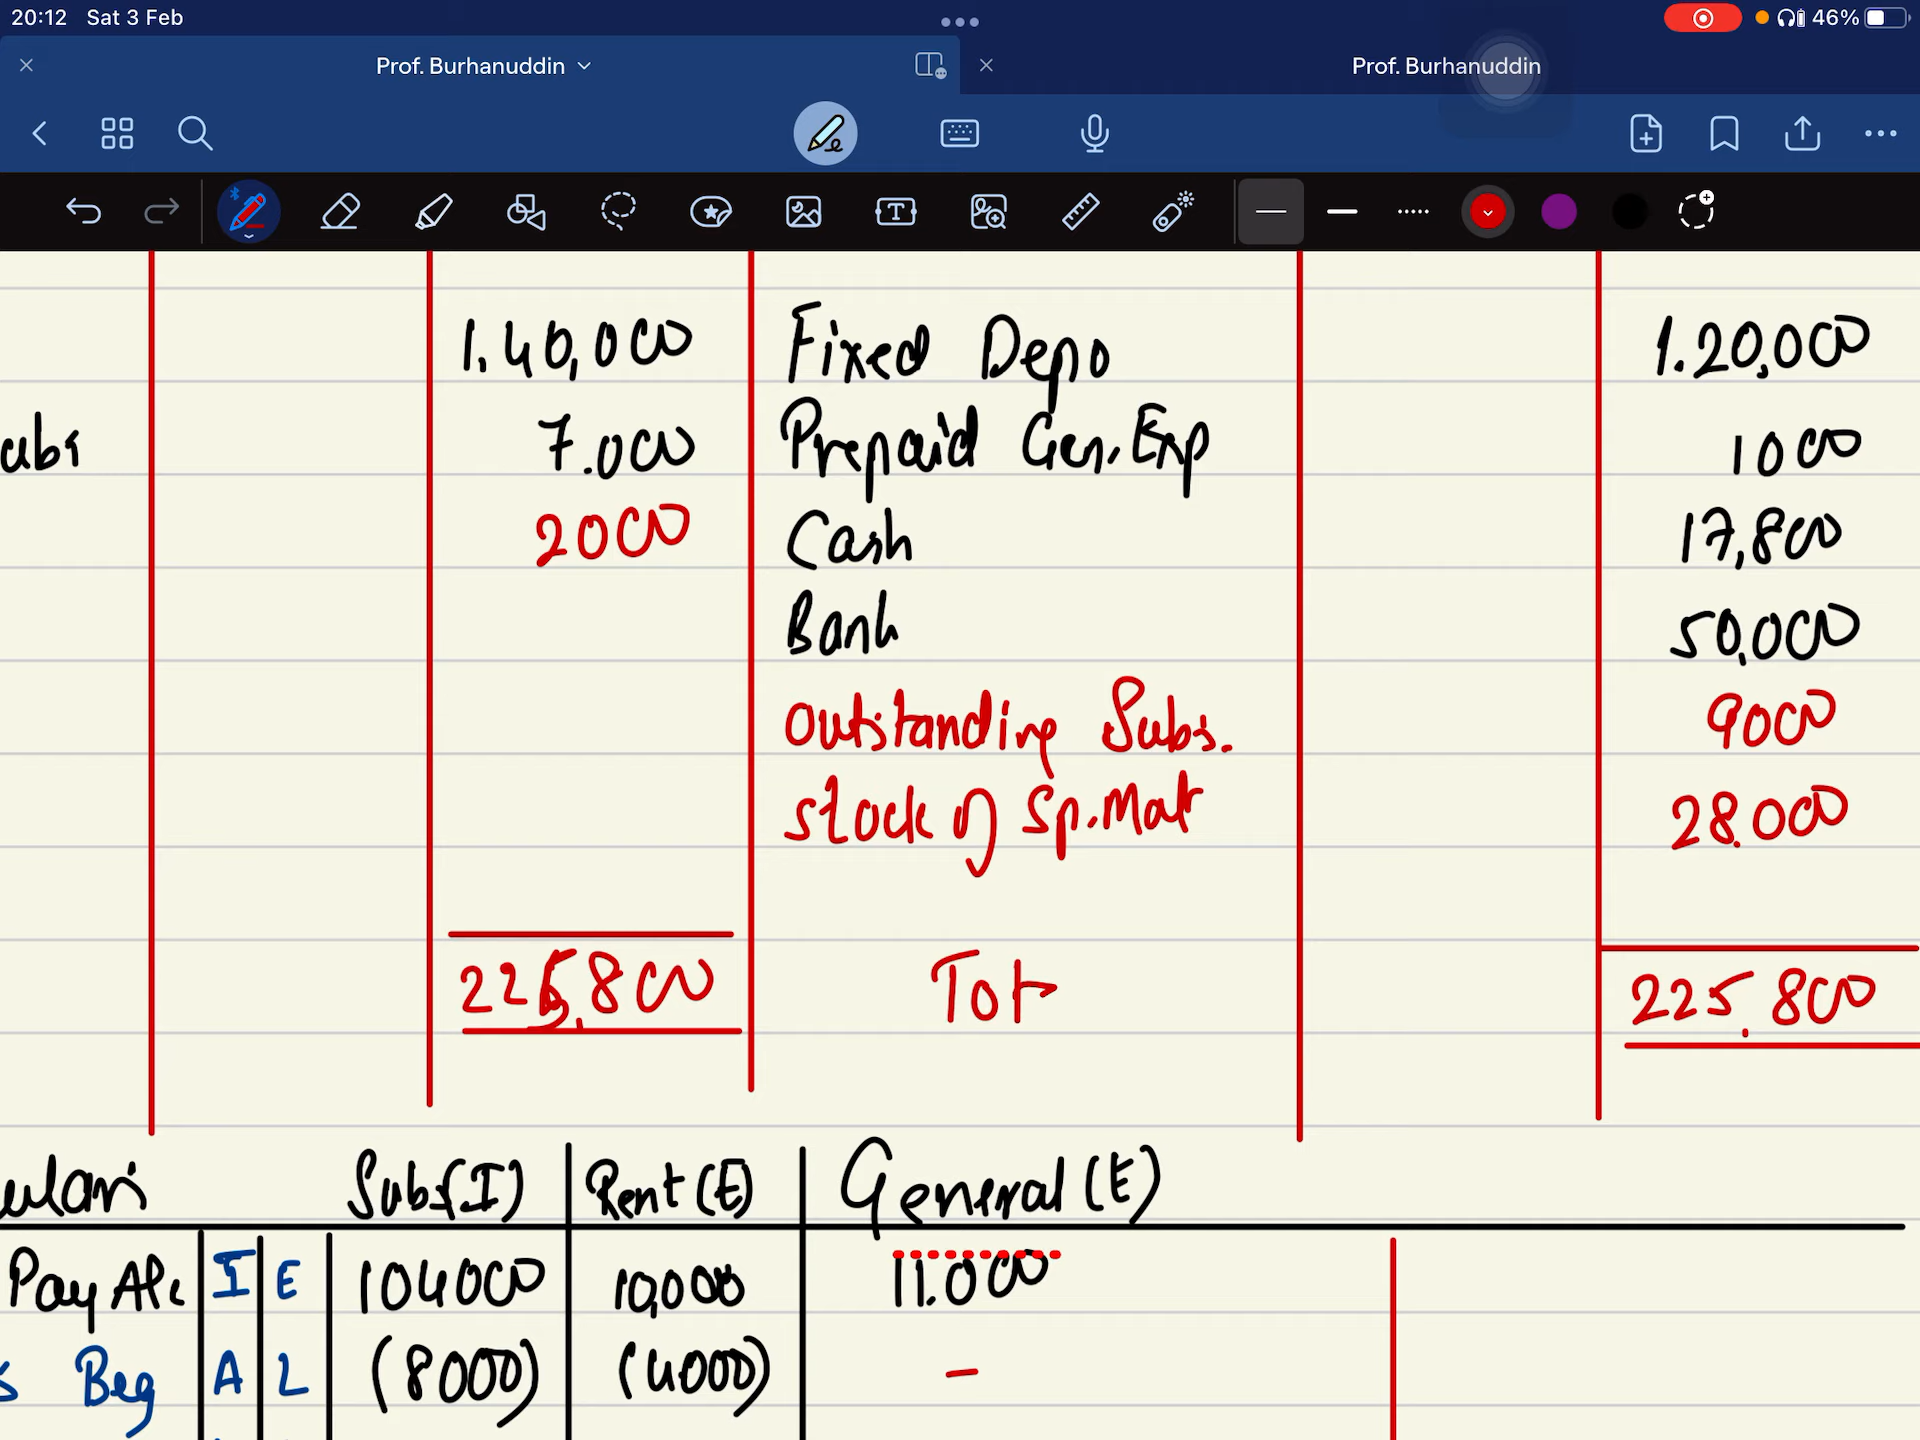 20:12 Sat 3 Feb
46%
Prof. Burhanuddin
Prof. Burhanuddin
1.40,000 Fixed Depo 1.20,000
ubs 7.000 Prepaid Gen. Exp 1000
2000 Cash 17,800
Bank 50,000
Outstanding Subs. 9000
Stock of Sp. Mat 28.000
225,800 Tot 225.800
ulars Subs(I) Rent(E) General (E)
Pay A/c I E 104000 10,000 11.000
s Beg A L (8000) (4000) –